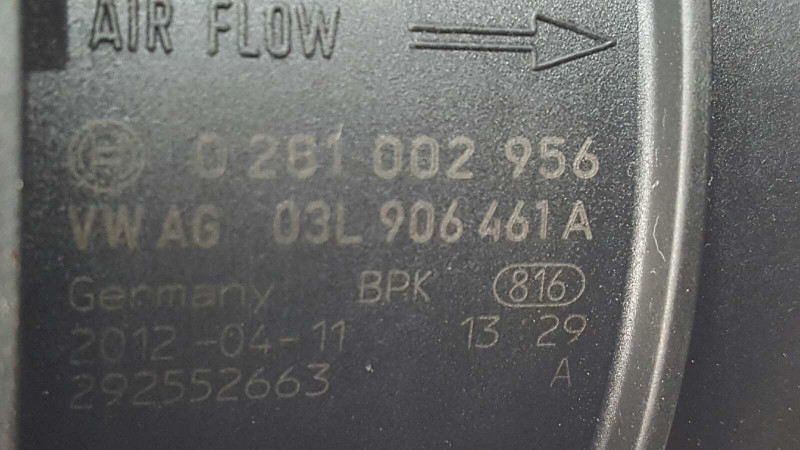 AIR FLOW
0 281 002 956
VW AG 03L 906 461 A
Germany BPK 816
2012-04-11 13 29
292552663 A